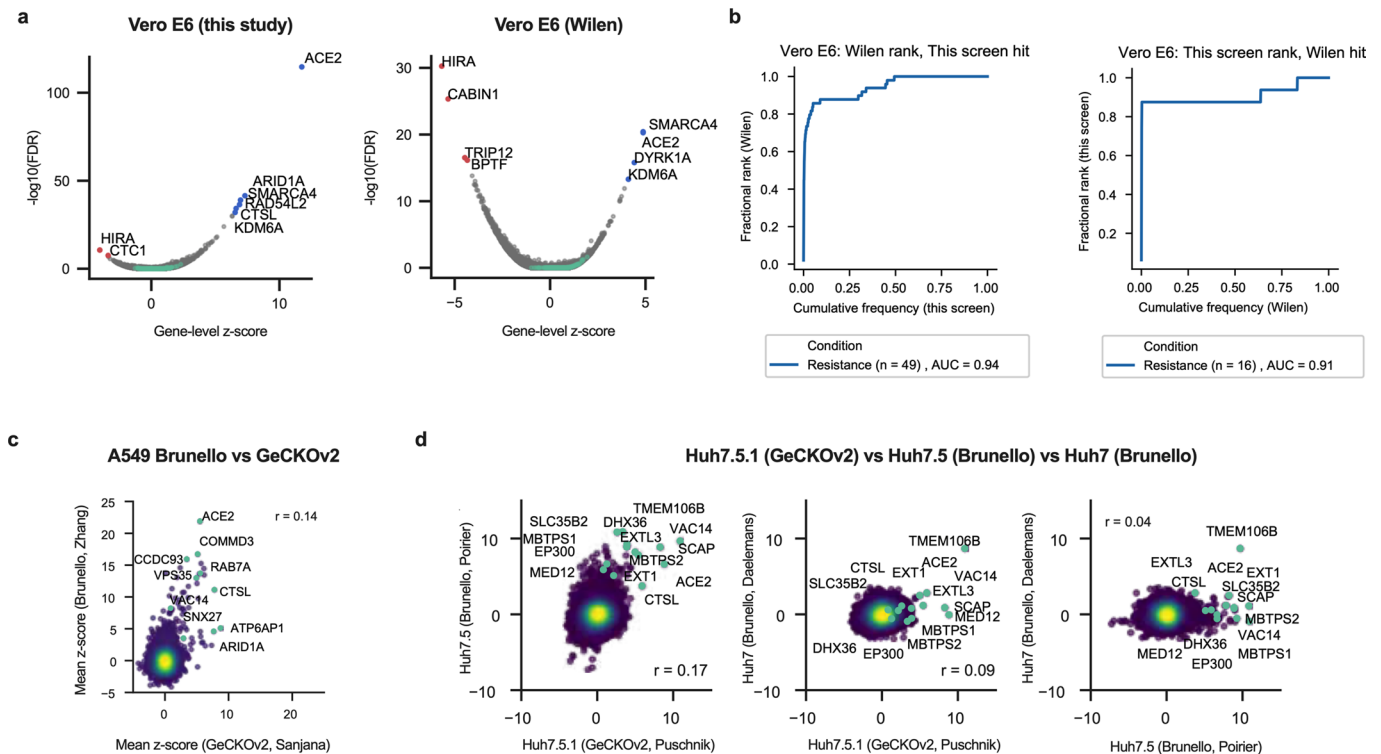 a
Vero E6 (this study)
Vero E6 (Wilen)
-log10(FDR)
100
50
0
0
10
Gene-level z-score
ACE2
ARID1A
SMARCA4
RAD54L2
CTSL
KDM6A
HIRA
CTC1
-log10(FDR)
30
20
10
0
−5
0
5
Gene-level z-score
HIRA
CABIN1
TRIP12
BPTF
SMARCA4
ACE2
DYRK1A
KDM6A
b
Vero E6: Wilen rank, This screen hit
Fractional rank (Wilen)
1.0
0.8
0.6
0.4
0.2
0.0
0.00
0.25
0.50
0.75
1.00
Cumulative frequency (this screen)
Condition
Resistance (n = 49) , AUC = 0.94
Vero E6: This screen rank, Wilen hit
Fractional rank (this screen)
1.0
0.8
0.6
0.4
0.2
0.00
0.25
0.50
0.75
1.00
Cumulative frequency (Wilen)
Condition
Resistance (n = 16) , AUC = 0.91
c
A549 Brunello vs GeCKOv2
Mean z-score (Brunello, Zhang)
25
20
15
10
5
0
−5
0
10
20
Mean z-score (GeCKOv2, Sanjana)
r = 0.14
ACE2
COMMD3
CCDC93
RAB7A
VPS35
CTSL
VAC14
SNX27
ATP6AP1
ARID1A
d
Huh7.5.1 (GeCKOv2) vs Huh7.5 (Brunello) vs Huh7 (Brunello)
Huh7.5 (Brunello, Poirier)
10
0
−10
−10
0
10
Huh7.5.1 (GeCKOv2, Puschnik)
TMEM106B
SLC35B2
DHX36
VAC14
MBTPS1
EXTL3
EP300
SCAP
MBTPS2
MED12
EXT1
ACE2
CTSL
r = 0.17
Huh7 (Brunello, Daelemans)
10
0
−10
−10
0
10
Huh7.5.1 (GeCKOv2, Puschnik)
TMEM106B
CTSL
EXT1
ACE2
VAC14
SLC35B2
EXTL3
SCAP
MED12
MBTPS1
MBTPS2
DHX36
EP300
r = 0.09
Huh7 (Brunello, Daelemans)
10
0
−10
−10
0
10
Huh7.5 (Brunello, Poirier)
r = 0.04
TMEM106B
EXTL3
ACE2
EXT1
CTSL
SLC35B2
SCAP
MBTPS2
VAC14
DHX36
MED12
EP300
MBTPS1